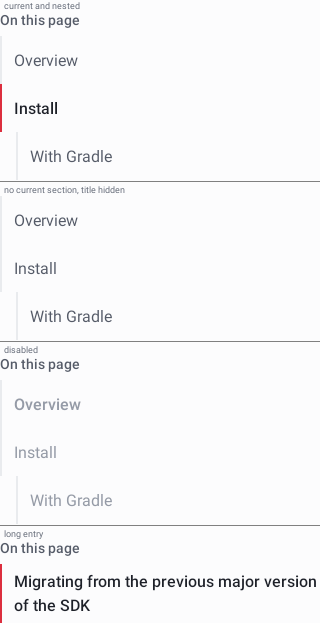 current and nested
On this page
Overview
Install
With Gradle
no current section, title hidden
Overview
Install
With Gradle
disabled
On this page
Overview
Install
With Gradle
long entry
On this page
Migrating from the previous major version
of the SDK